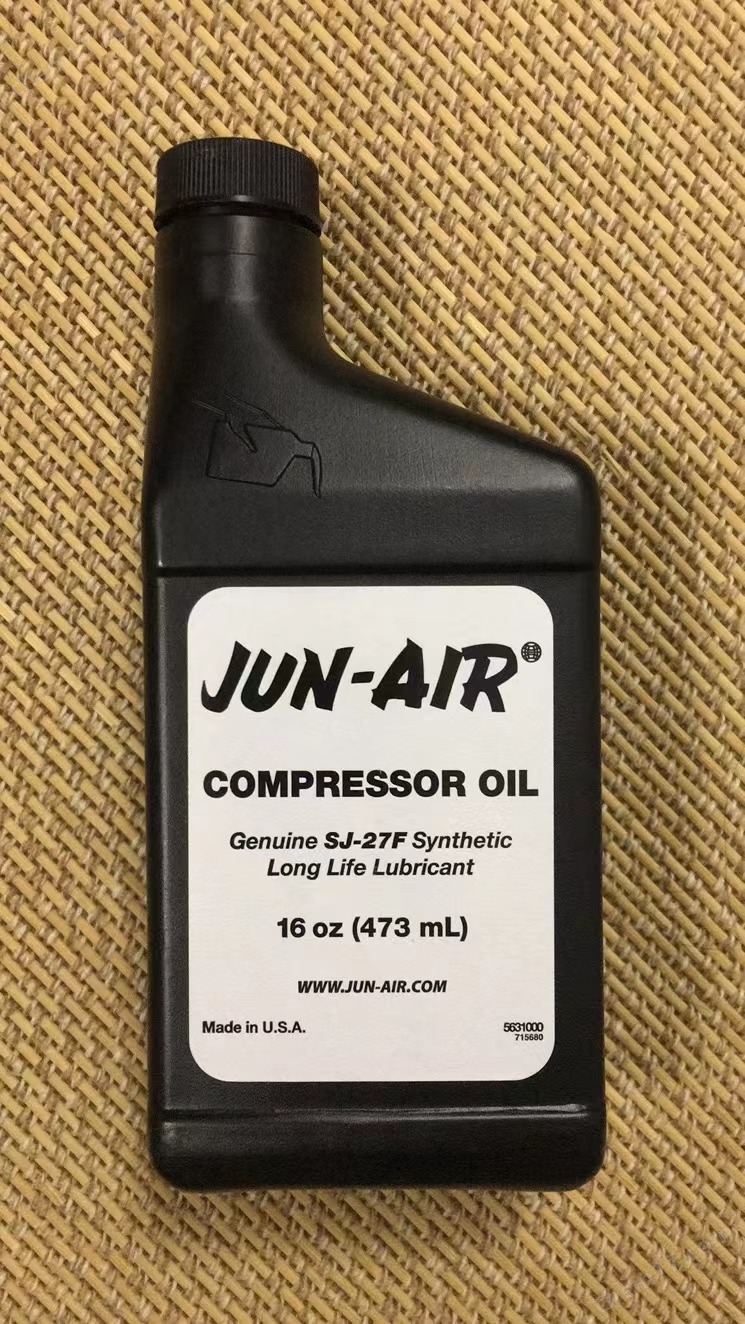 JUN-AIR®
COMPRESSOR OIL
Genuine SJ-27F Synthetic
Long Life Lubricant
16 oz (473 mL)
WWW.JUN-AIR.COM
Made in U.S.A.
5631000
715680